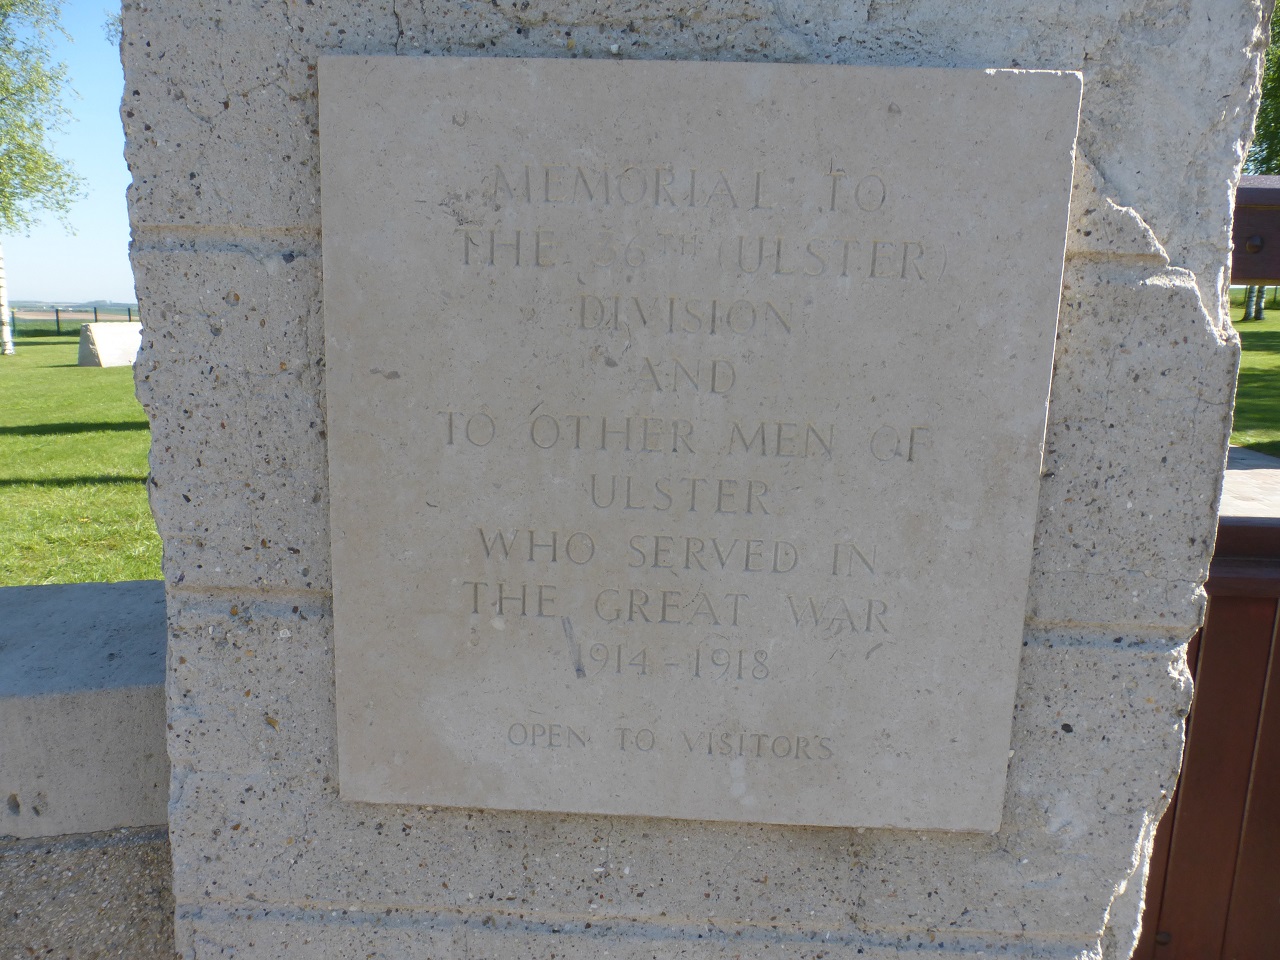 MEMORIAL TO
THE 36TH (ULSTER)
DIVISION
AND
TO OTHER MEN OF
ULSTER
WHO SERVED IN
THE GREAT WAR
1914-1918
OPEN TO VISITORS